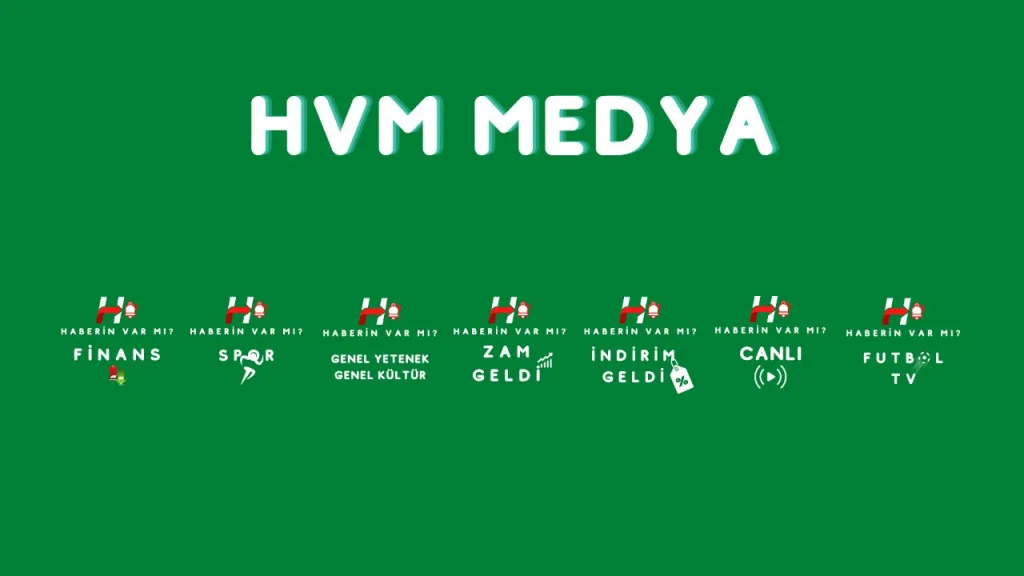 HVM MEDYA
HABERİN VAR MI?
FİNANS
HABERİN VAR MI?
SPOR
HABERİN VAR MI?
GENEL YETENEK
GENEL KÜLTÜR
HABERİN VAR MI?
ZAM
GELDİ
HABERİN VAR MI?
İNDİRİM
GELDİ
%
HABERİN VAR MI?
CANLI
HABERİN VAR MI?
FUTBOL
TV